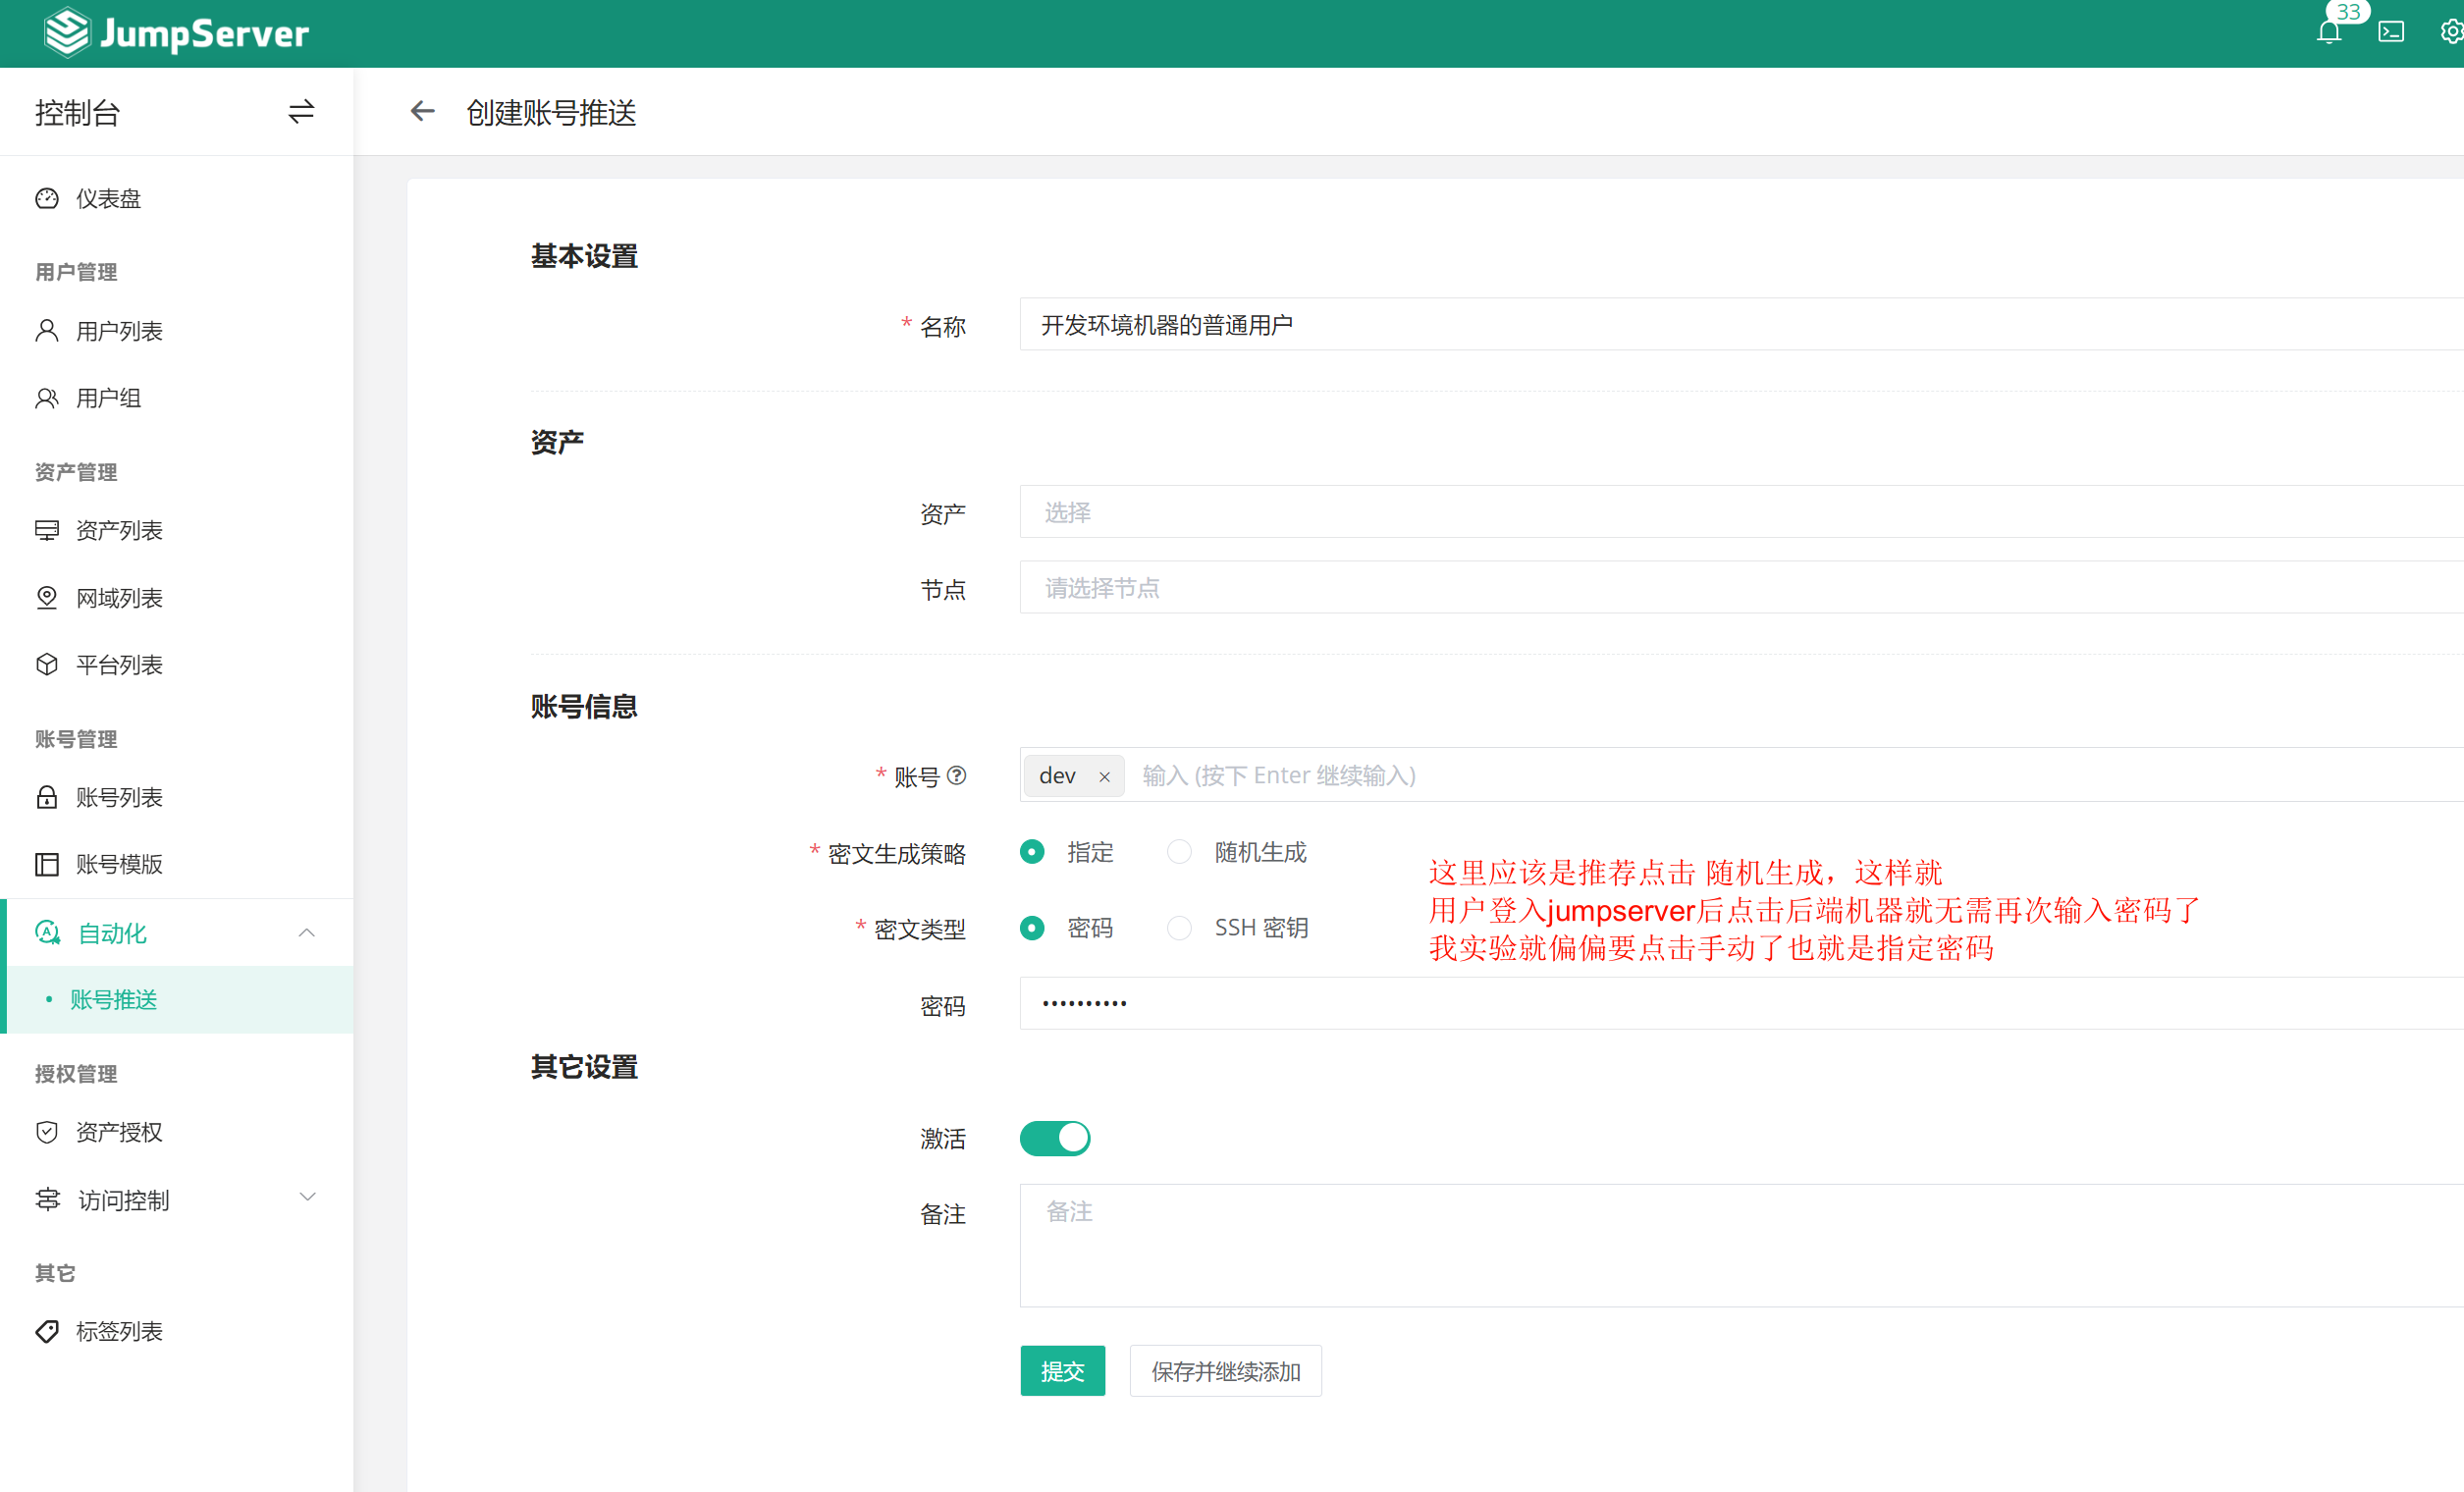 JumpServer
33
控制台
创建账号推送
仪表盘
用户管理
用户列表
用户组
资产管理
资产列表
网域列表
平台列表
账号管理
账号列表
账号模版
自动化
账号推送
授权管理
资产授权
访问控制
其它
标签列表
基本设置
* 名称
开发环境机器的普通用户
资产
资产
选择
节点
请选择节点
账号信息
* 账号
dev × 输入 (按下 Enter 继续输入)
* 密文生成策略
指定 随机生成
* 密文类型
密码 SSH 密钥
这里应该是推荐点击 随机生成，这样就
用户登入jumpserver后点击后端机器就无需再次输入密码了
我实验就偏偏要点击手动了也就是指定密码
密码
••••••••••
其它设置
激活
备注
备注
提交 保存并继续添加